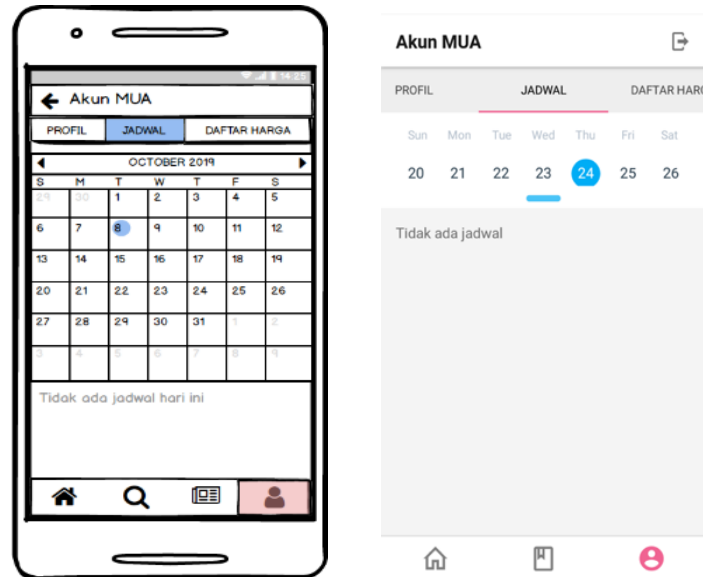 14:25
Akun MUA
PROFIL JADWAL DAFTAR HARGA
OCTOBER 2019
S M T W T F S
29 30 1 2 3 4 5
6 7 8 9 10 11 12
13 14 15 16 17 18 19
20 21 22 23 24 25 26
27 28 29 30 31 1 2
3 4 5 6 7 8 9
Tidak ada jadwal hari ini
Akun MUA
PROFIL JADWAL DAFTAR HARG
Sun Mon Tue Wed Thu Fri Sat
20 21 22 23 24 25 26
Tidak ada jadwal